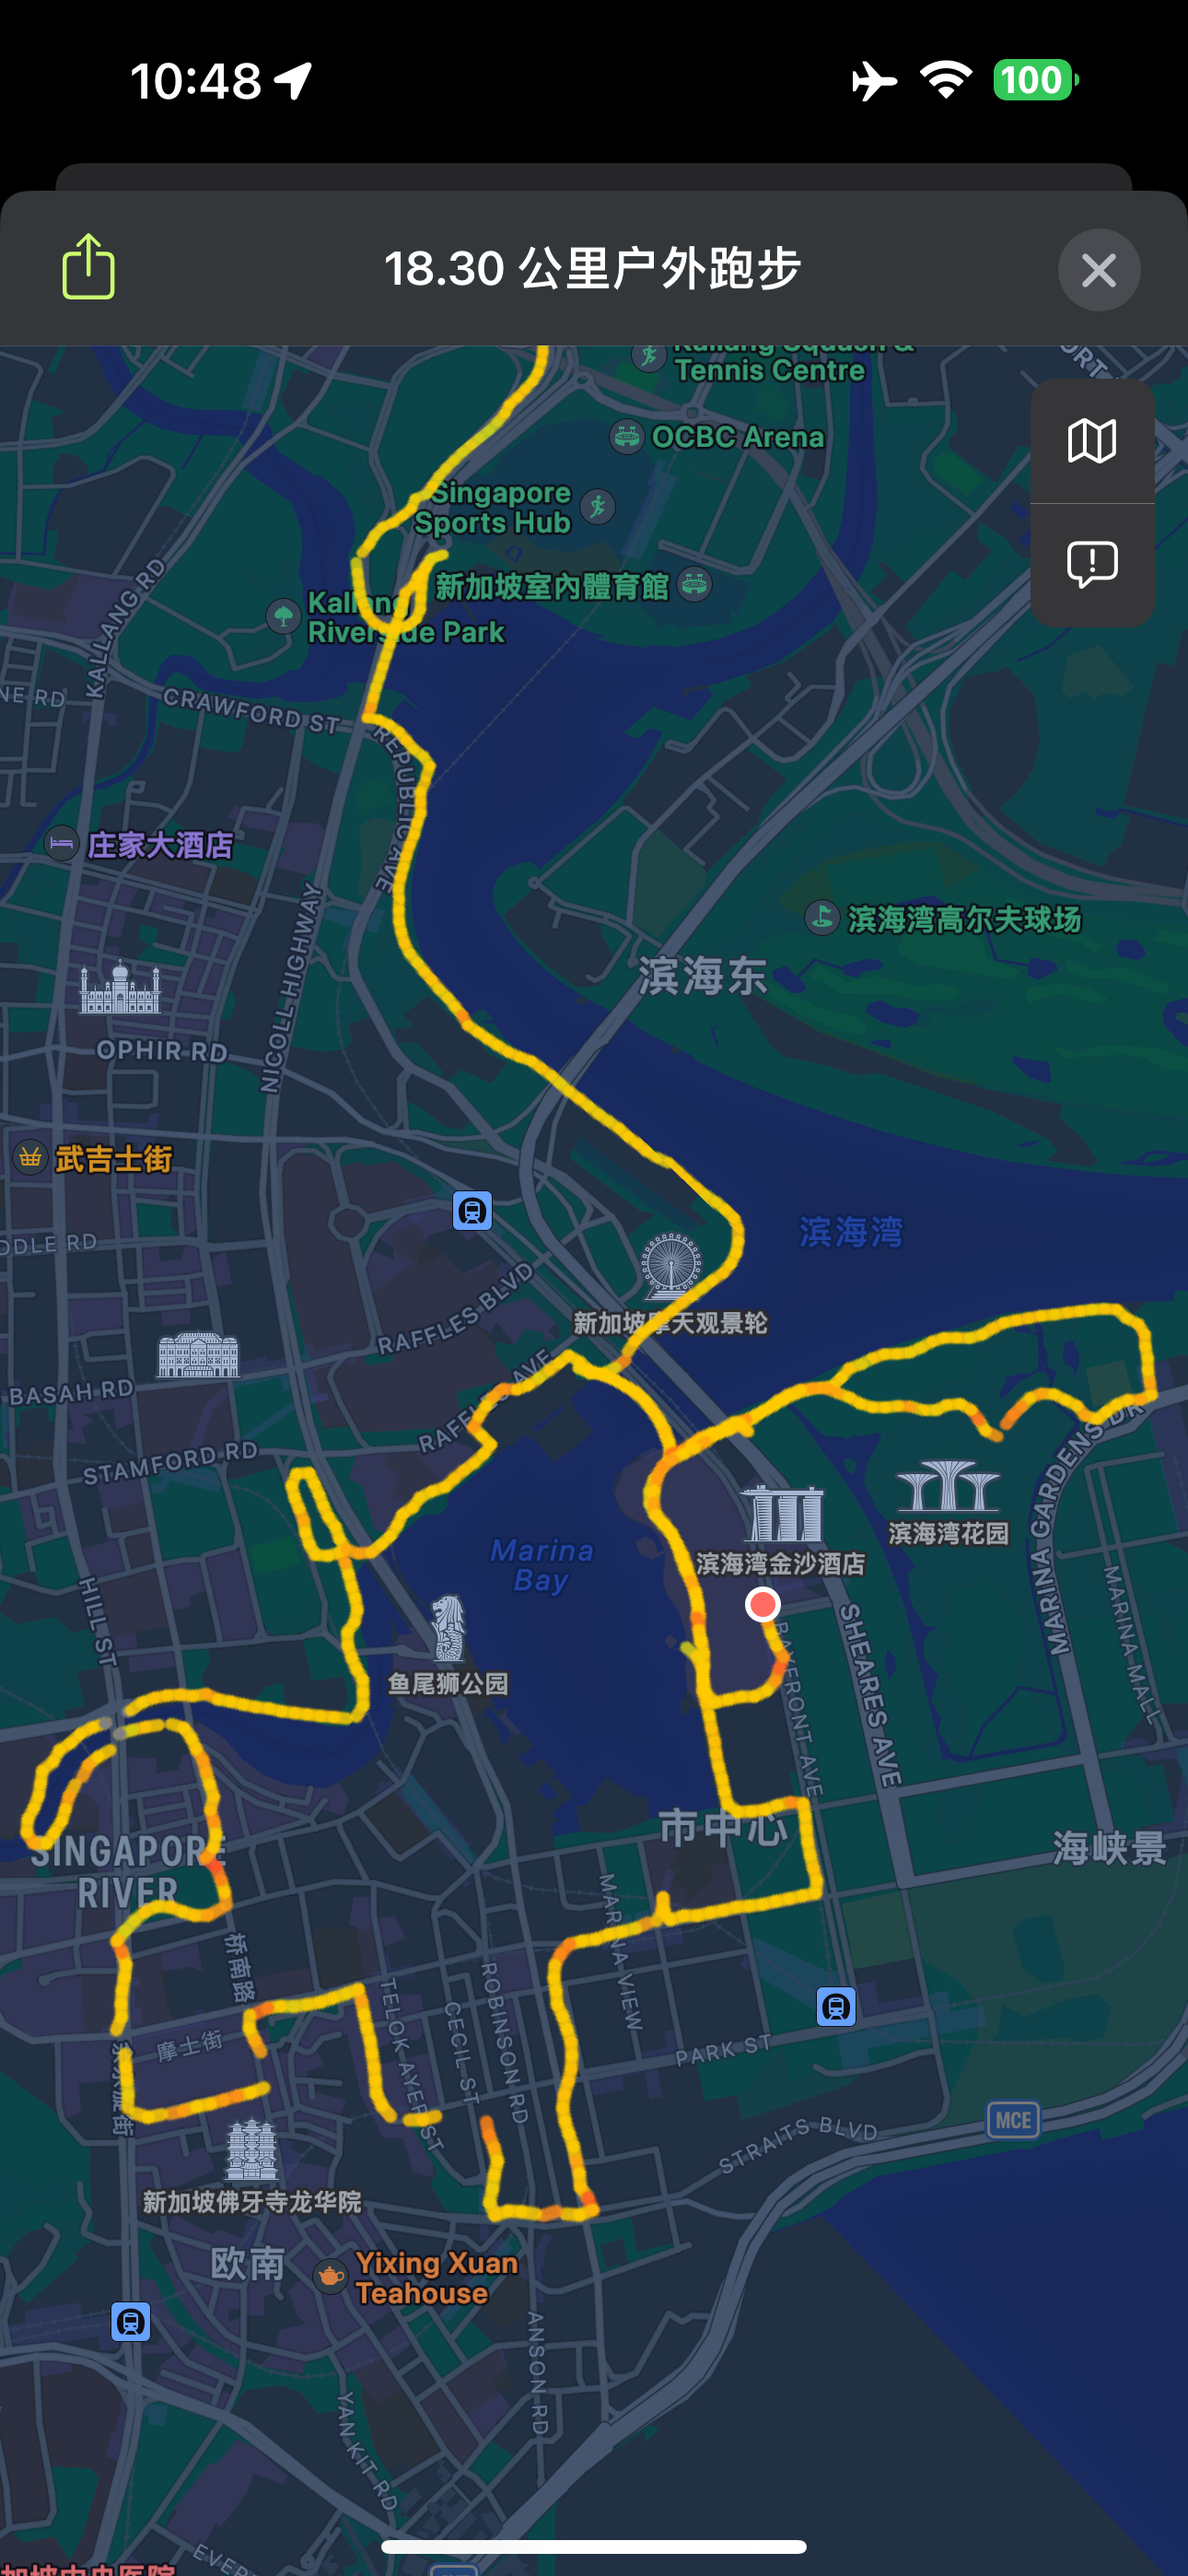 10:48
100
18.30 公里户外跑步
Kallang Squash &
Tennis Centre
OCBC Arena
Singapore
Sports Hub
新加坡室內體育館
KALLANG RD
Kallang
Riverside Park
CRAWFORD ST
REPUBLIC AVE
庄家大酒店
NICOLL HIGHWAY
滨海湾高尔夫球场
滨海东
OPHIR RD
武吉士街
滨海湾
RAFFLES BLVD
新加坡摩天观景轮
BASAH RD
RAFFLES AVE
STAMFORD RD
MARINA GARDENS DR
滨海湾花园
Marina
Bay
滨海湾金沙酒店
HILL ST
鱼尾狮公园
BAYFRONT AVE
SHEARES AVE
MARINA MALL
市中心
海峡景
SINGAPORE
RIVER
MARINA VIEW
桥南路
ROBINSON RD
TELOK AYER ST
CECIL ST
摩士街
PARK ST
MCE
STRAITS BLVD
新加坡佛牙寺龙华院
欧南
Yixing Xuan
Teahouse
ANSON RD
YAN KIT RD